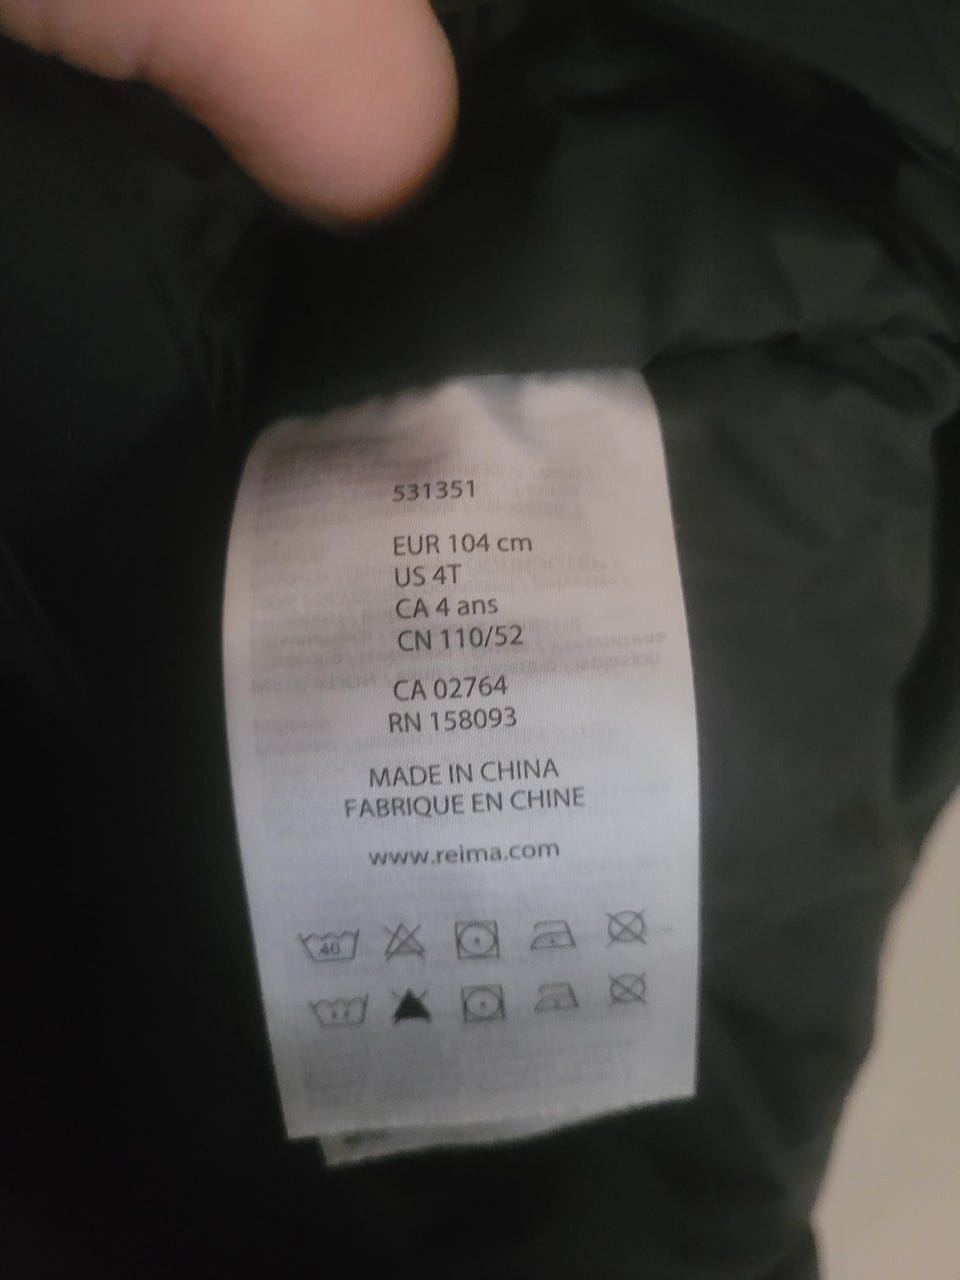 531351
EUR 104 cm
US 4T
CA 4 ans
CN 110/52
CA 02764
RN 158093
MADE IN CHINA
FABRIQUE EN CHINE
www.reima.com
40